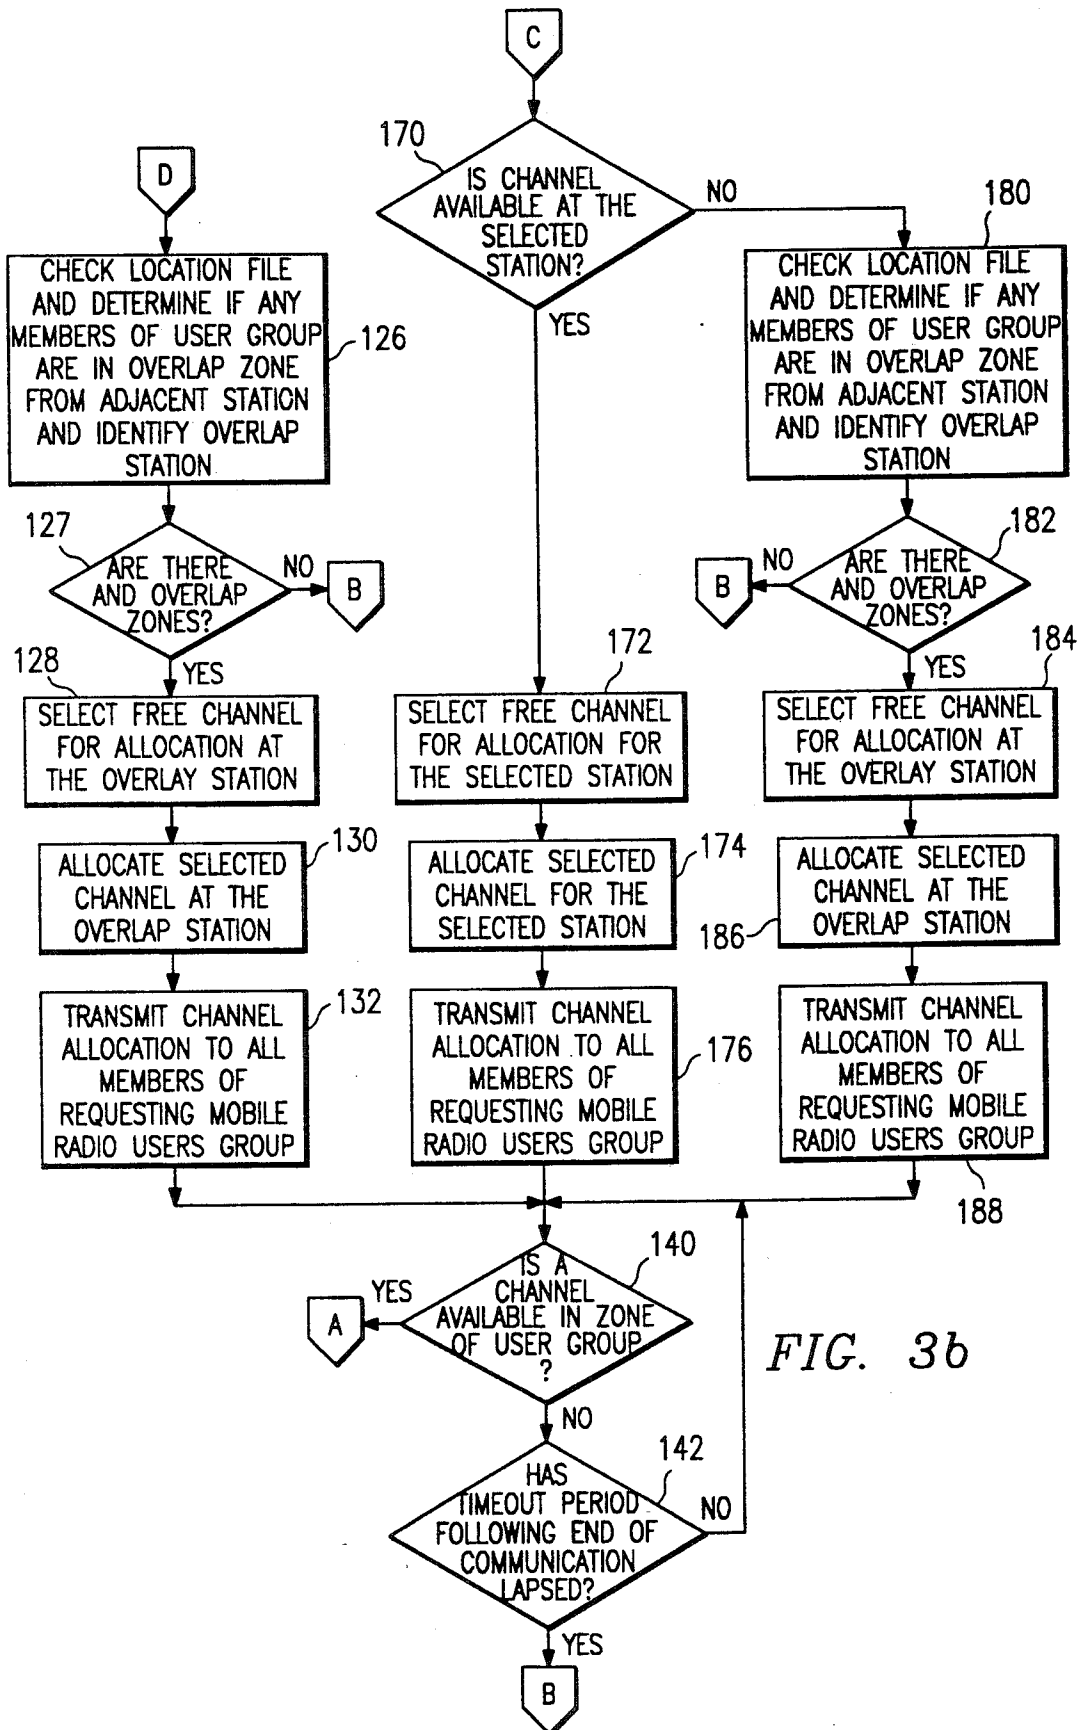 C
170
IS CHANNEL
AVAILABLE AT THE
SELECTED
STATION?
NO
YES
D
CHECK LOCATION FILE
AND DETERMINE IF ANY
MEMBERS OF USER GROUP
ARE IN OVERLAP ZONE
FROM ADJACENT STATION
AND IDENTIFY OVERLAP
STATION
126
180
CHECK LOCATION FILE
AND DETERMINE IF ANY
MEMBERS OF USER GROUP
ARE IN OVERLAP ZONE
FROM ADJACENT STATION
AND IDENTIFY OVERLAP
STATION
127
ARE THERE
AND OVERLAP
ZONES?
NO
B
YES
182
ARE THERE
AND OVERLAP
ZONES?
NO
B
YES
128
SELECT FREE CHANNEL
FOR ALLOCATION AT
THE OVERLAY STATION
172
SELECT FREE CHANNEL
FOR ALLOCATION FOR
THE SELECTED STATION
184
SELECT FREE CHANNEL
FOR ALLOCATION AT
THE OVERLAY STATION
130
ALLOCATE SELECTED
CHANNEL AT THE
OVERLAP STATION
174
ALLOCATE SELECTED
CHANNEL FOR THE
SELECTED STATION
186
ALLOCATE SELECTED
CHANNEL AT THE
OVERLAP STATION
132
TRANSMIT CHANNEL
ALLOCATION TO ALL
MEMBERS OF
REQUESTING MOBILE
RADIO USERS GROUP
176
TRANSMIT CHANNEL
ALLOCATION TO ALL
MEMBERS OF
REQUESTING MOBILE
RADIO USERS GROUP
TRANSMIT CHANNEL
ALLOCATION TO ALL
MEMBERS OF
REQUESTING MOBILE
RADIO USERS GROUP
188
140
IS A
CHANNEL
AVAILABLE IN ZONE
OF USER GROUP
?
YES
A
NO
FIG. 3b
142
HAS
TIMEOUT PERIOD
FOLLOWING END OF
COMMUNICATION
LAPSED?
NO
YES
B